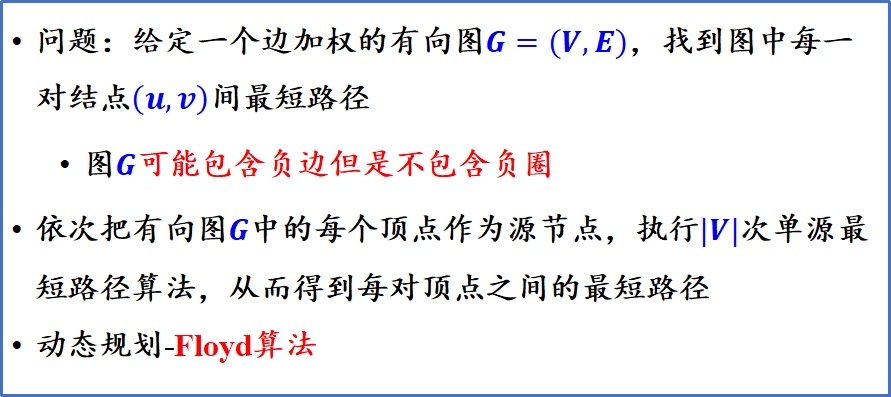 • 问题：给定一个边加权的有向图G = (V, E)，找到图中每一
对结点(u, v)间最短路径
• 图G可能包含负边但是不包含负圈
• 依次把有向图G中的每个顶点作为源节点，执行|V|次单源最
短路径算法，从而得到每对顶点之间的最短路径
• 动态规划-Floyd算法